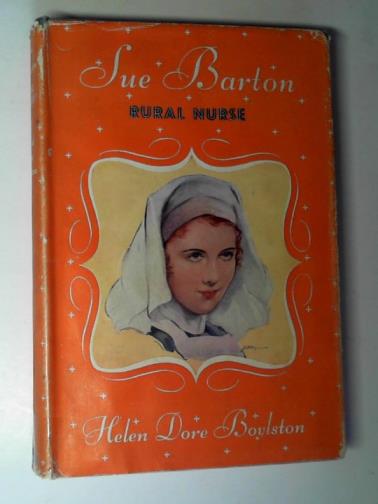 Sue Barton
RURAL NURSE
Helen Dore Boylston